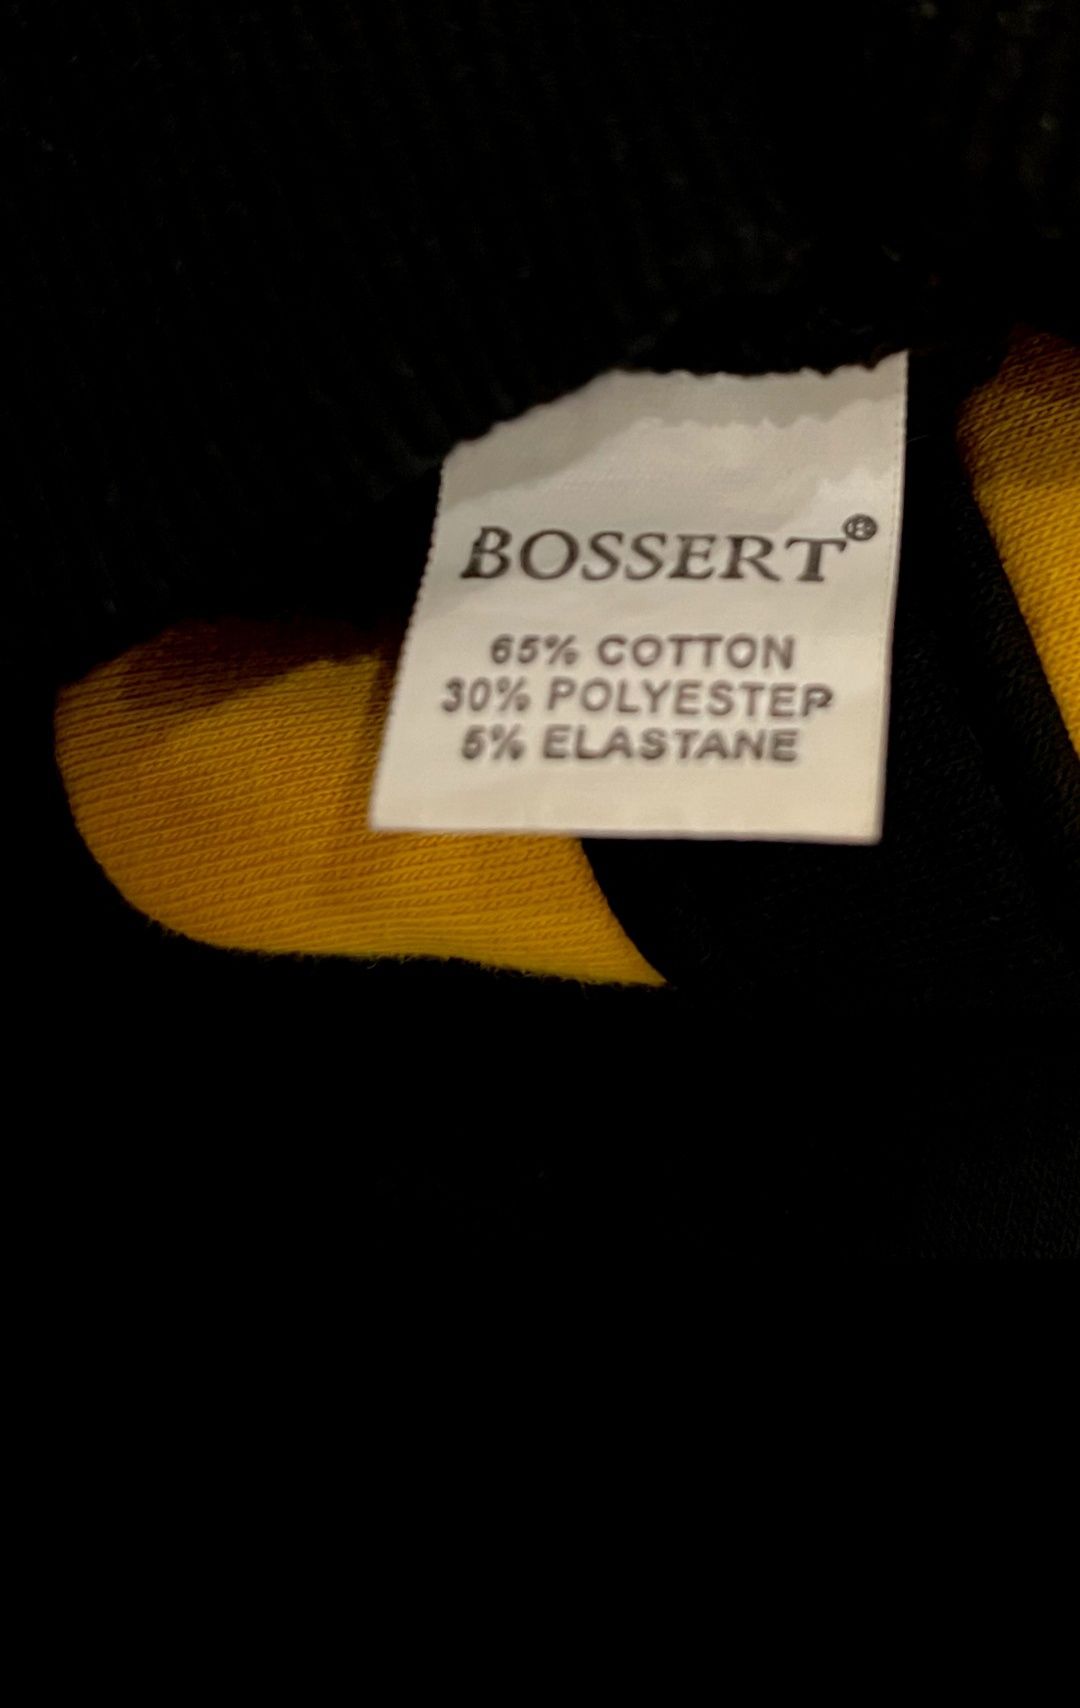 BOSSERT®
65% COTTON
30% POLYESTER
5% ELASTANE